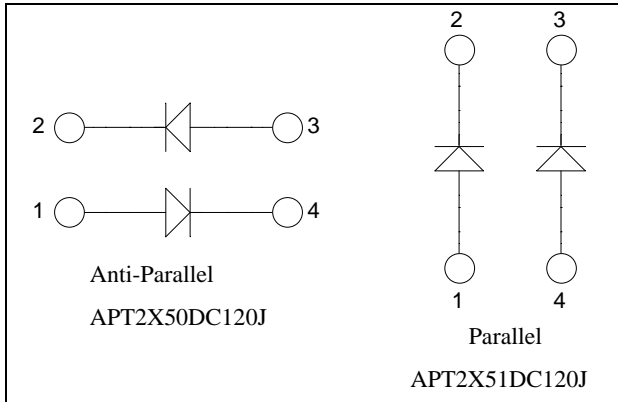 2 3
1 4
Anti-Parallel
APT2X50DC120J
2 3
1 4
Parallel
APT2X51DC120J